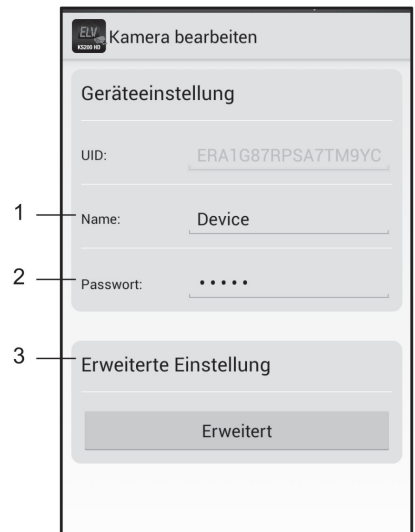 ELV
KS200 HD
Kamera bearbeiten
Geräteeinstellung
UID: ERA1G87RPSA7TM9YC
1 Name: Device
2 Passwort: •••••
3 Erweiterte Einstellung
Erweitert